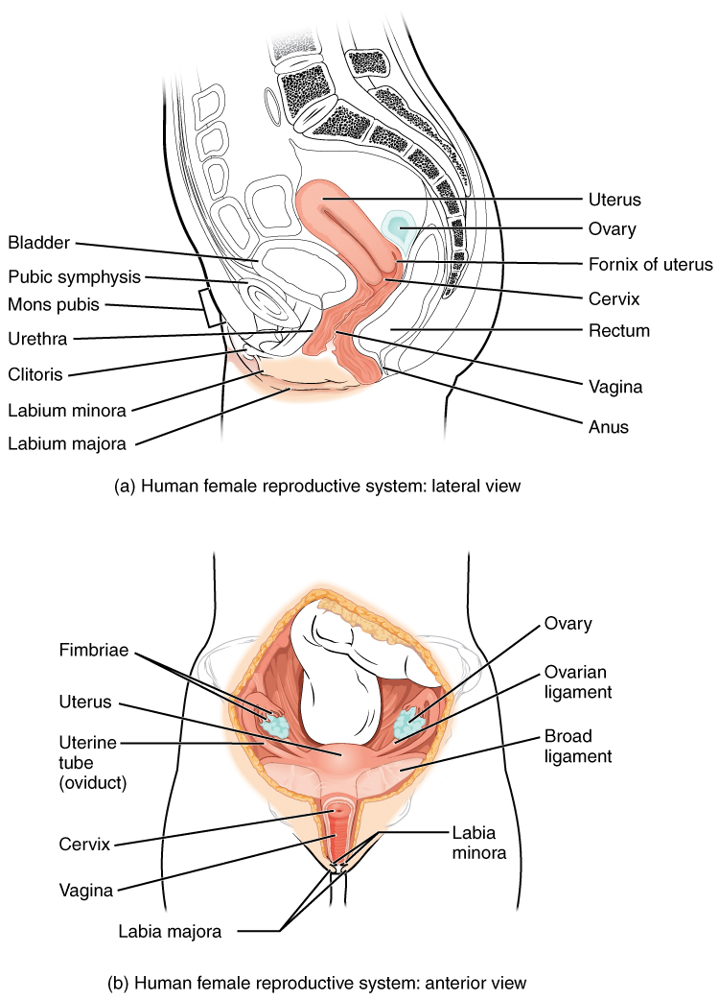 Uterus
Ovary
Fornix of uterus
Cervix
Rectum
Vagina
Anus
Bladder
Pubic symphysis
Mons pubis
Urethra
Clitoris
Labium minora
Labium majora
(a) Human female reproductive system: lateral view
Fimbriae
Uterus
Uterine
tube
(oviduct)
Cervix
Vagina
Labia majora
Ovary
Ovarian
ligament
Broad
ligament
Labia
minora
(b) Human female reproductive system: anterior view